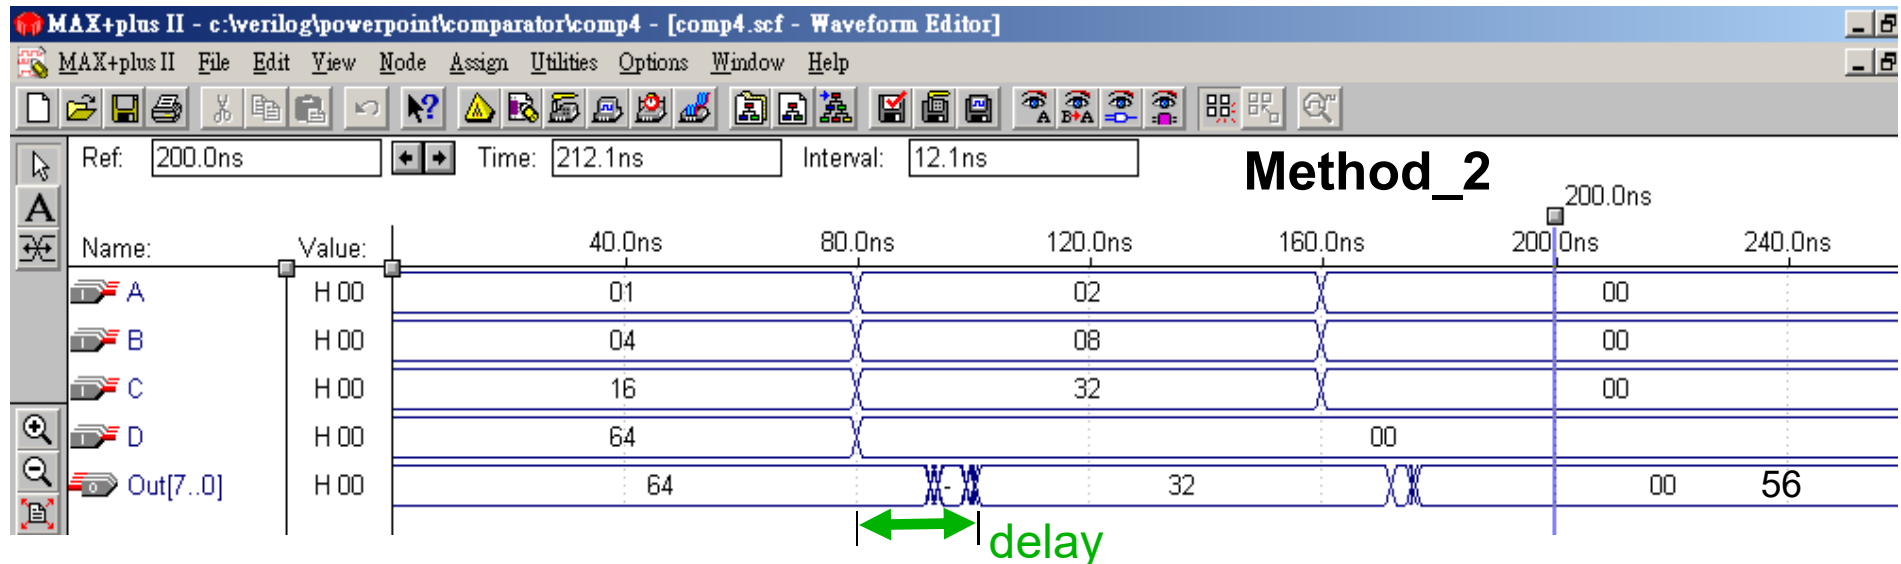 MAX+plus II - c:\verilog\powerpoint\comparator\comp4 - [comp4.scf - Waveform Editor]
MAX+plus II File Edit View Node Assign Utilities Options Window Help
Ref: 200.0ns Time: 212.1ns Interval: 12.1ns Method_2
200.0ns
Name: Value: 40.0ns 80.0ns 120.0ns 160.0ns 200.0ns 240.0ns
A H 00 01 02 00
B H 00 04 08 00
C H 00 16 32 00
D H 00 64 00
Out[7..0] H 00 64 - 32 00 56
delay